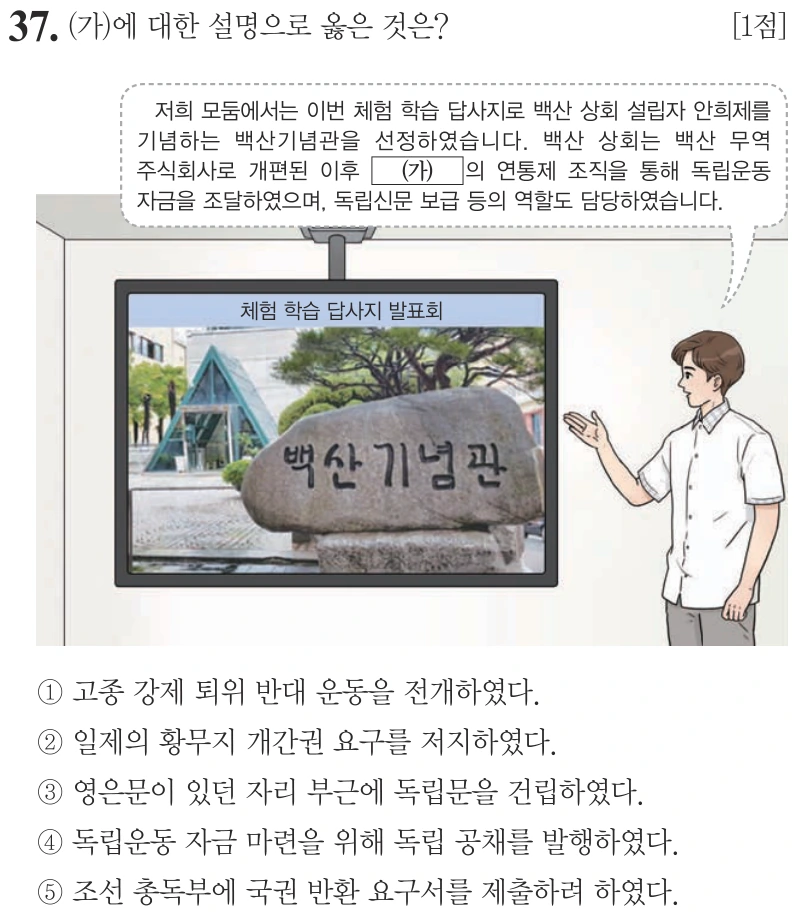 37. (가)에 대한 설명으로 옳은 것은? [1점]
저희 모둠에서는 이번 체험 학습 답사지로 백산 상회 설립자 안희제를
기념하는 백산기념관을 선정하였습니다. 백산 상회는 백산 무역
주식회사로 개편된 이후 (가) 의 연통제 조직을 통해 독립운동
자금을 조달하였으며, 독립신문 보급 등의 역할도 담당하였습니다.
체험 학습 답사지 발표회
백산기념관
① 고종 강제 퇴위 반대 운동을 전개하였다.
② 일제의 황무지 개간권 요구를 저지하였다.
③ 영은문이 있던 자리 부근에 독립문을 건립하였다.
④ 독립운동 자금 마련을 위해 독립 공채를 발행하였다.
⑤ 조선 총독부에 국권 반환 요구서를 제출하려 하였다.